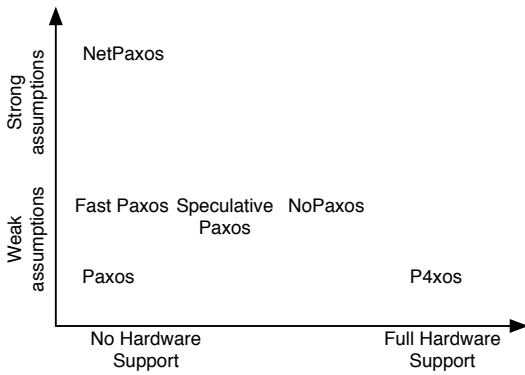 NetPaxos
Strong
assumptions
Fast Paxos
Speculative
Paxos
NoPaxos
Weak
assumptions
Paxos
P4xos
No Hardware
Support
Full Hardware
Support